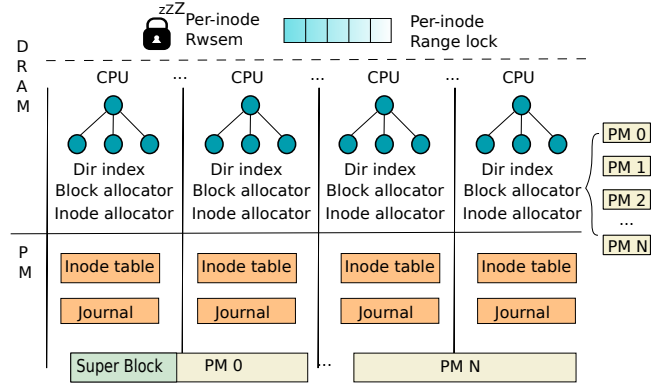 zZZ
Per-inode
Rwsem
Per-inode
Range lock
D
R
A
M
CPU ... CPU ... CPU ... CPU
Dir index Dir index Dir index Dir index
Block allocator Block allocator Block allocator Block allocator
Inode allocator Inode allocator Inode allocator Inode allocator
PM 0
PM 1
PM 2
...
PM N
P
M
Inode table Inode table Inode table Inode table
Journal Journal Journal Journal
Super Block PM 0 ... PM N